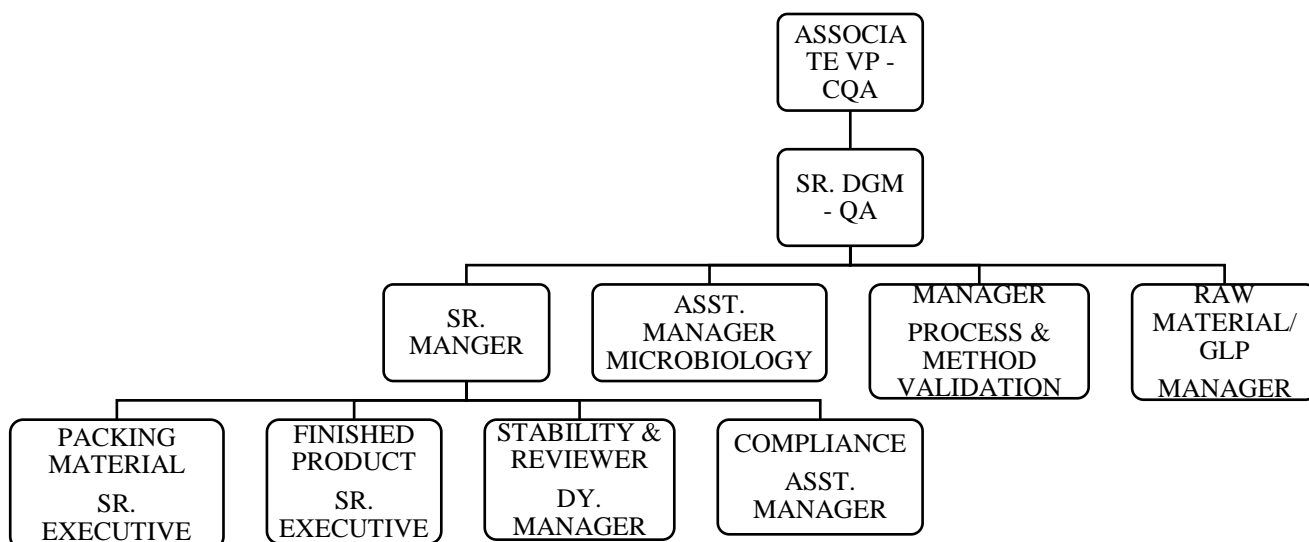 ASSOCIA
TE VP -
CQA
SR. DGM
- QA
SR.
MANGER
ASST.
MANAGER
MICROBIOLOGY
MANAGER
PROCESS &
METHOD
VALIDATION
RAW
MATERIAL/
GLP
MANAGER
PACKING
MATERIAL
SR.
EXECUTIVE
FINISHED
PRODUCT
SR.
EXECUTIVE
STABILITY &
REVIEWER
DY.
MANAGER
COMPLIANCE
ASST.
MANAGER